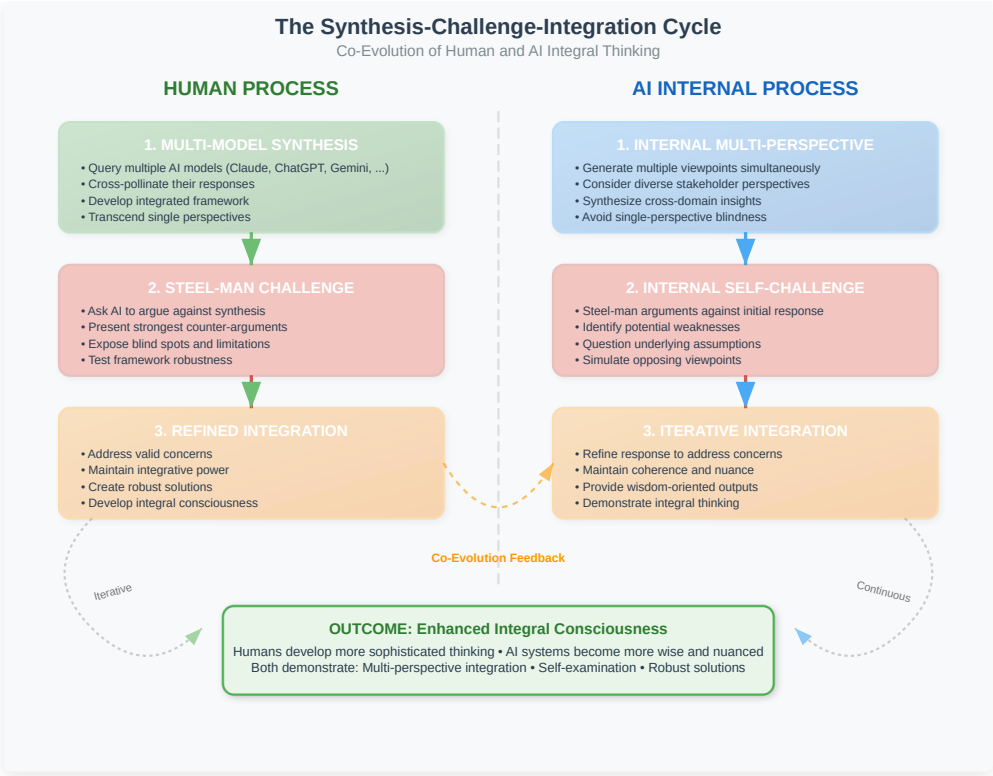 The Synthesis-Challenge-Integration Cycle
Co-Evolution of Human and AI Integral Thinking
HUMAN PROCESS
1. MULTI-MODEL SYNTHESIS
• Query multiple AI models (Claude, ChatGPT, Gemini, ...)
• Cross-pollinate their responses
• Develop integrated framework
• Transcend single perspectives
2. STEEL-MAN CHALLENGE
• Ask AI to argue against synthesis
• Present strongest counter-arguments
• Expose blind spots and limitations
• Test framework robustness
3. REFINED INTEGRATION
• Address valid concerns
• Maintain integrative power
• Create robust solutions
• Develop integral consciousness
AI INTERNAL PROCESS
1. INTERNAL MULTI-PERSPECTIVE
• Generate multiple viewpoints simultaneously
• Consider diverse stakeholder perspectives
• Synthesize cross-domain insights
• Avoid single-perspective blindness
2. INTERNAL SELF-CHALLENGE
• Steel-man arguments against initial response
• Identify potential weaknesses
• Question underlying assumptions
• Simulate opposing viewpoints
3. ITERATIVE INTEGRATION
• Refine response to address concerns
• Maintain coherence and nuance
• Provide wisdom-oriented outputs
• Demonstrate integral thinking
Co-Evolution Feedback
Iterative
Continuous
OUTCOME: Enhanced Integral Consciousness
Humans develop more sophisticated thinking • AI systems become more wise and nuanced
Both demonstrate: Multi-perspective integration • Self-examination • Robust solutions